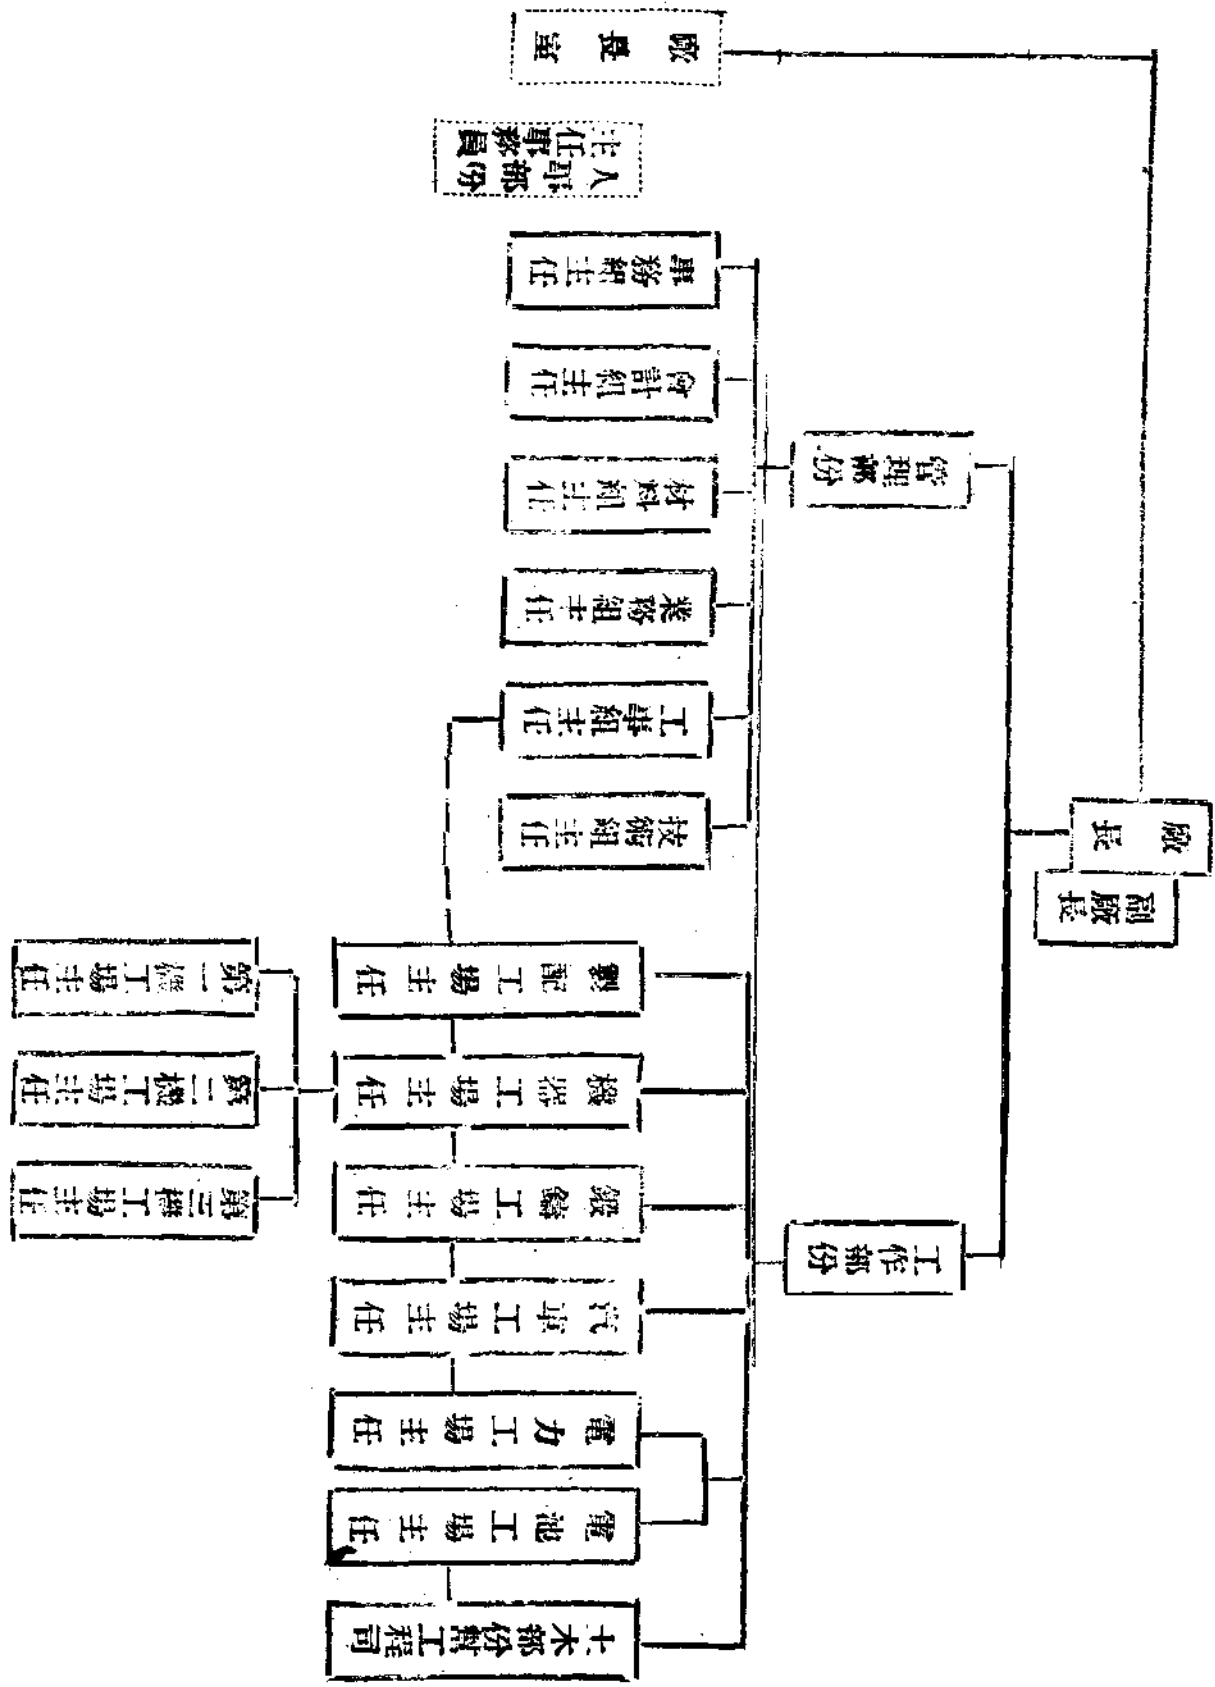 廠長
副廠長
廠長室
人事部份
主任事務員
管理部份
工作部份
事務組主任
會計組主任
材料組主任
業務組主任
工事組主任
技術組主任
製配工場主任
機器工場主任
鍛鑄工場主任
汽車工場主任
電力工場主任
電池工場主任
土木部份幫工程司
第一機工場主任
第二機工場主任
第三機工場主任